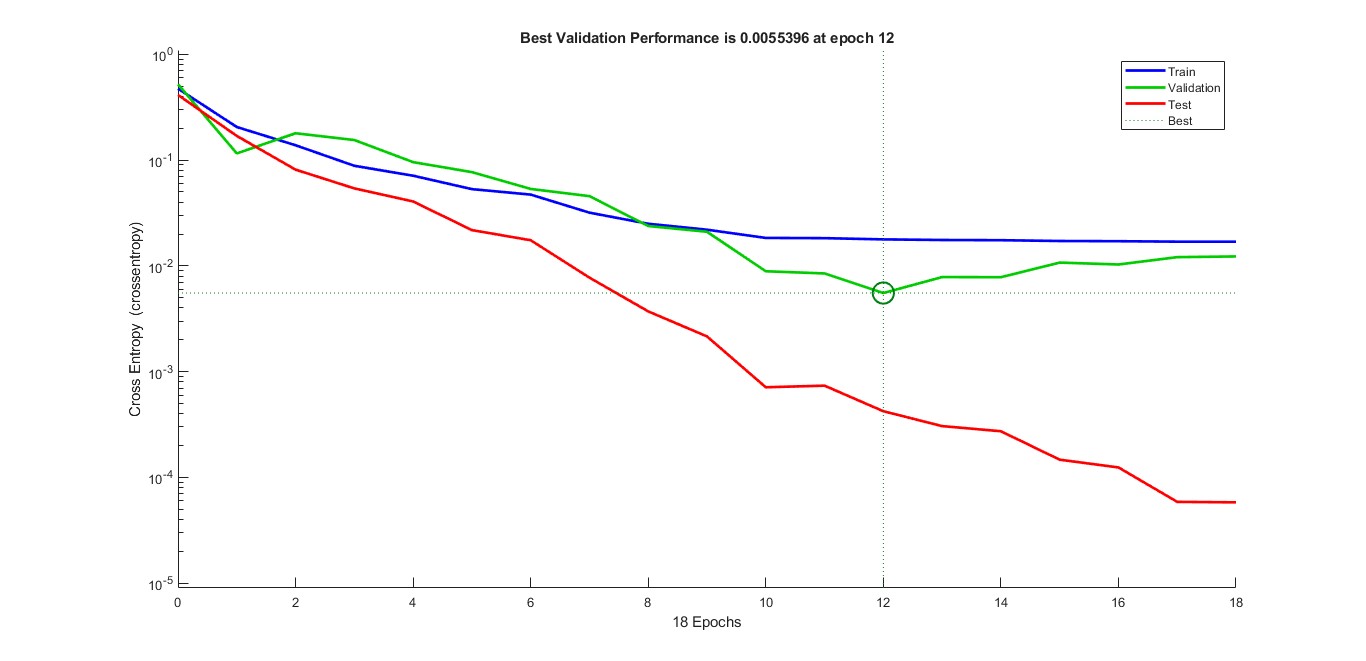 Best Validation Performance is 0.0055396 at epoch 12
Train
Validation
Test
Best
Cross Entropy (crossentropy)
10^0
10^-1
10^-2
10^-3
10^-4
10^-5
0 2 4 6 8 10 12 14 16 18
18 Epochs